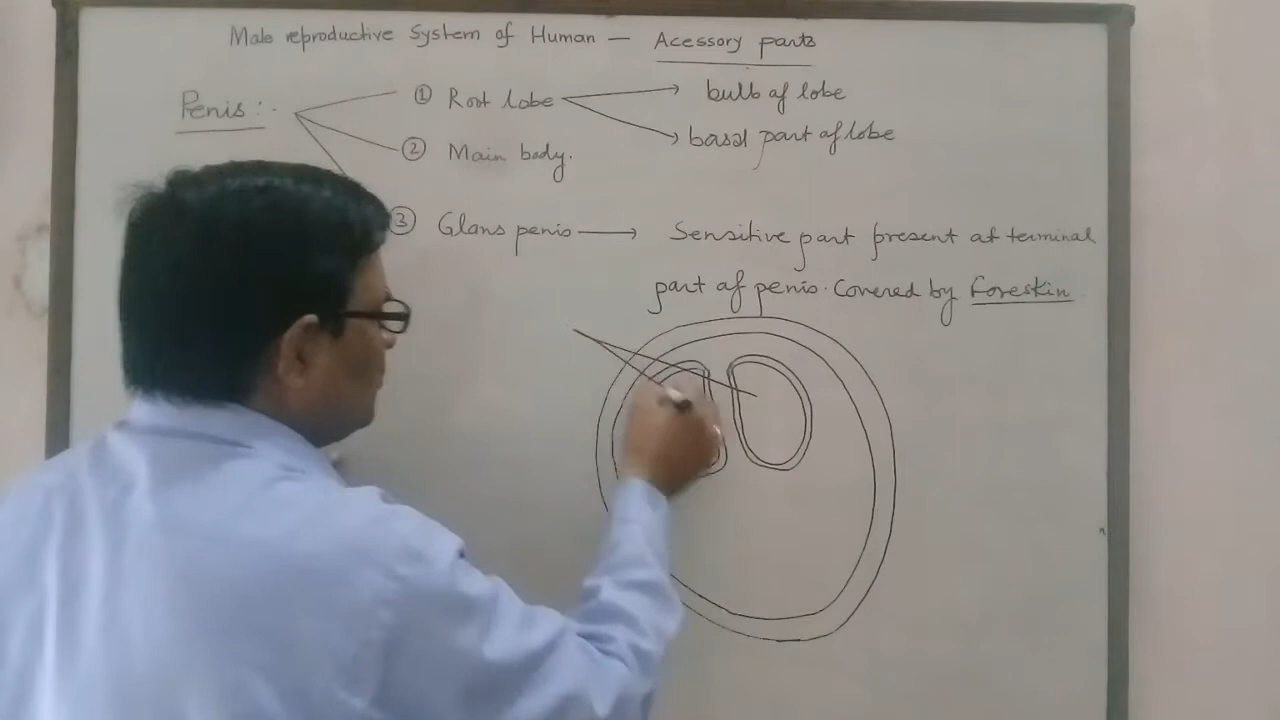 Male reproductive System of Human — Acessory parts
Penis :-
① Root lobe → bulb of lobe
→ basal part of lobe
② Main body.
③ Glans penis → Sensitive part present at terminal
part of penis. Covered by foreskin